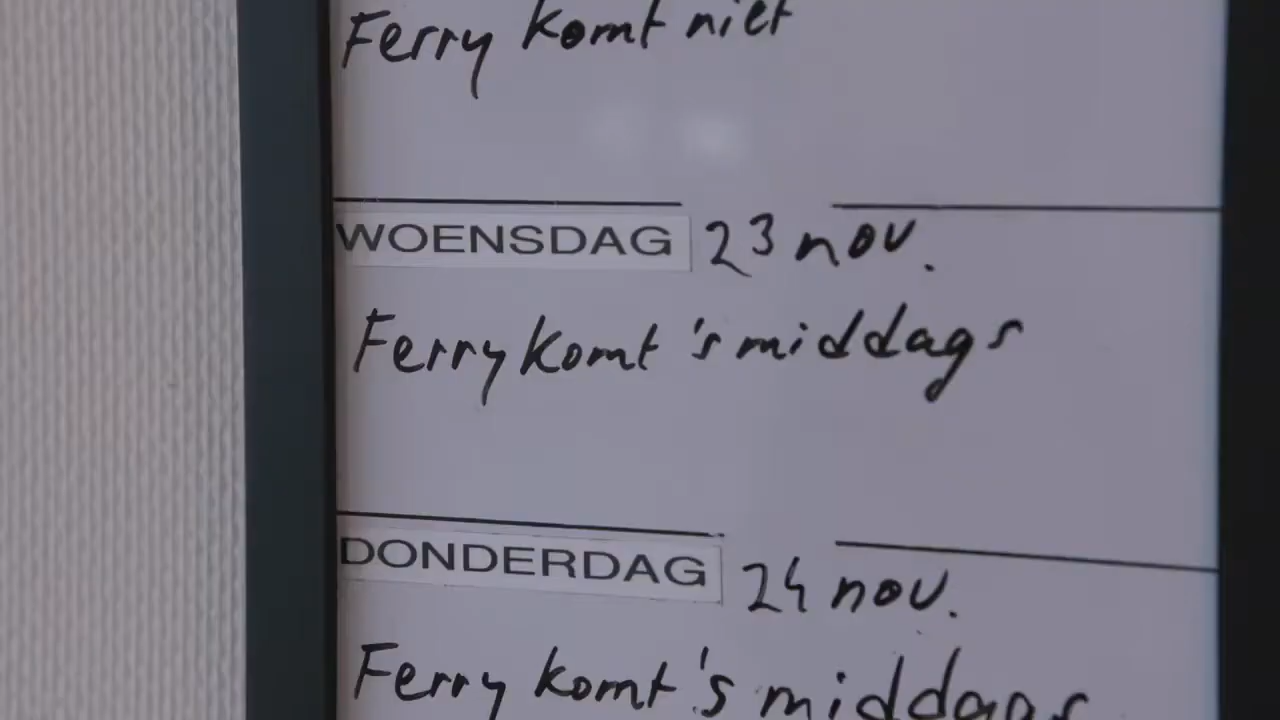 Ferry komt niet
WOENSDAG 23 nov.
Ferry komt 's middags
DONDERDAG 24 nov.
Ferry komt 's middags